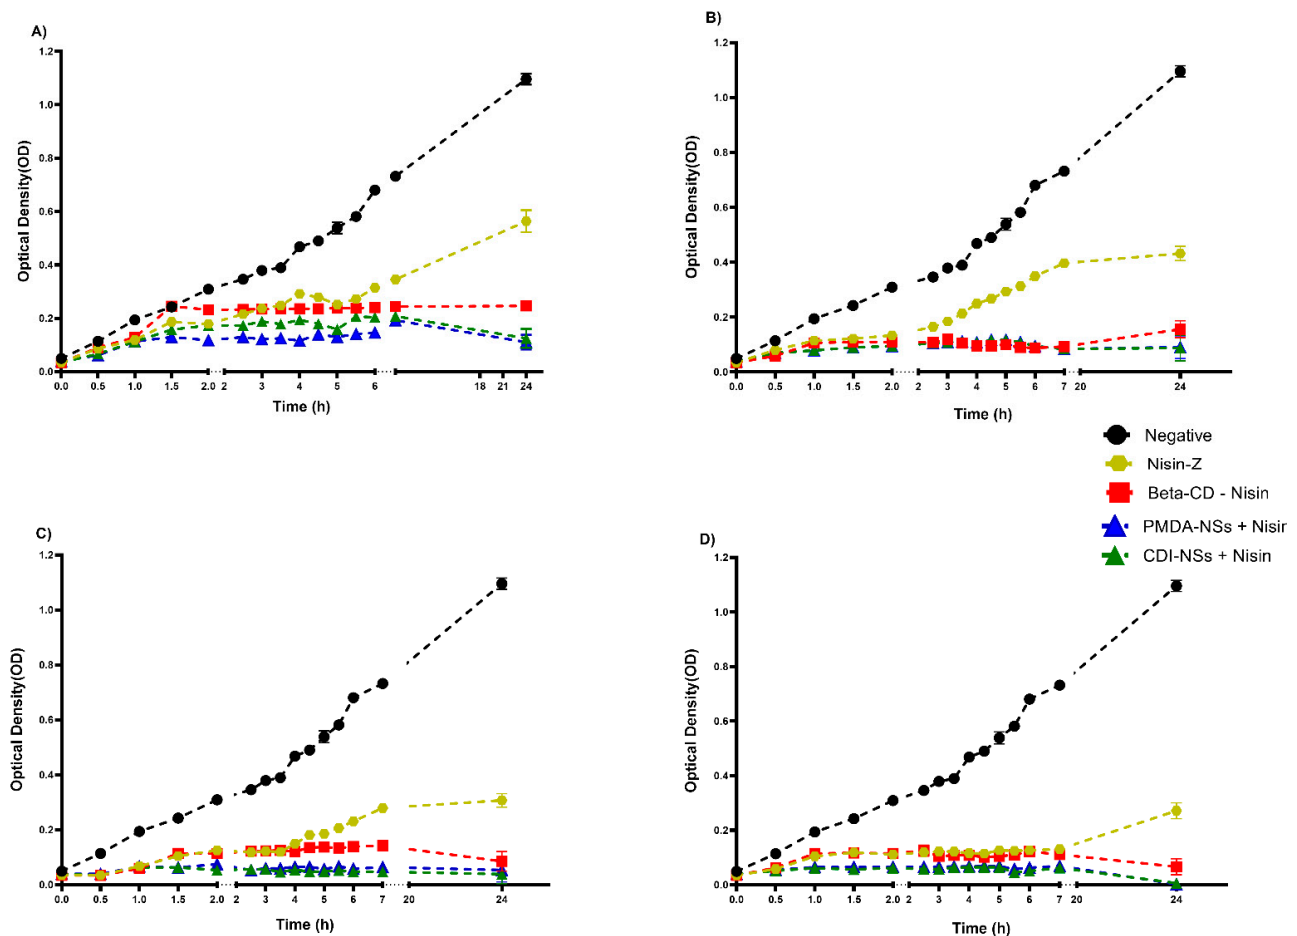 A)
Optical Density(OD)
1.2
1.0
0.8
0.6
0.4
0.2
0.0
0.0 0.5 1.0 1.5 2.0 2 3 4 5 6 18 21 24
Time (h)
B)
Optical Density(OD)
1.2
1.0
0.8
0.6
0.4
0.2
0.0
0.0 0.5 1.0 1.5 2.0 2 3 4 5 6 7 20 24
Time (h)
Negative
Nisin-Z
Beta-CD - Nisin
PMDA-NSs + Nisir
CDI-NSs + Nisin
C)
Optical Density(OD)
1.2
1.0
0.8
0.6
0.4
0.2
0.0
0.0 0.5 1.0 1.5 2.0 2 3 4 5 6 7 20 24
Time (h)
D)
Optical Density(OD)
1.2
1.0
0.8
0.6
0.4
0.2
0.0
0.0 0.5 1.0 1.5 2.0 2 3 4 5 6 7 20 24
Time (h)